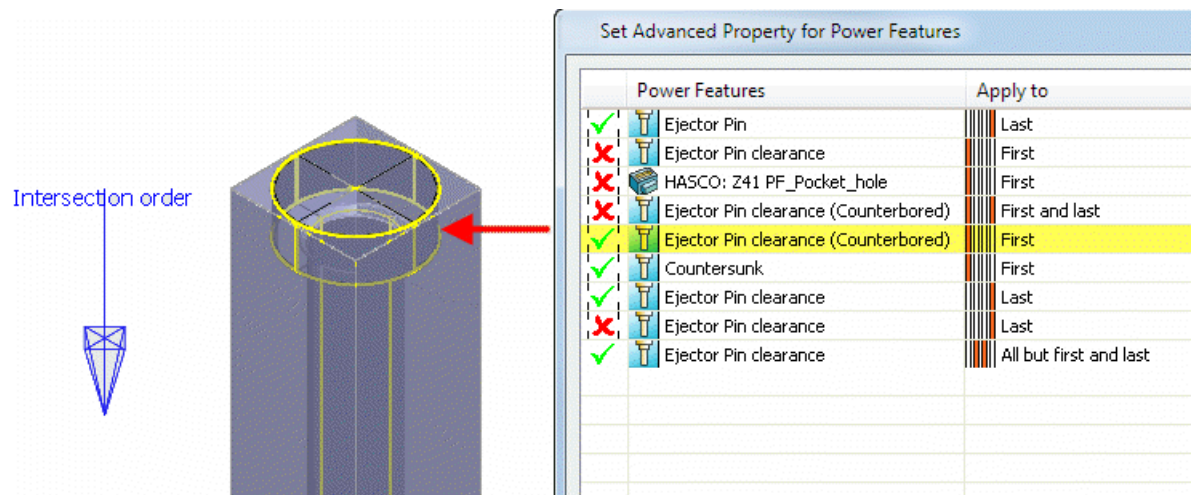 Set Advanced Property for Power Features
Power Features Apply to
Ejector Pin Last
Ejector Pin clearance First
HASCO: Z41 PF_Pocket_hole First
Ejector Pin clearance (Counterbored) First and last
Ejector Pin clearance (Counterbored) First
Countersunk First
Ejector Pin clearance Last
Ejector Pin clearance Last
Ejector Pin clearance All but first and last
Intersection order